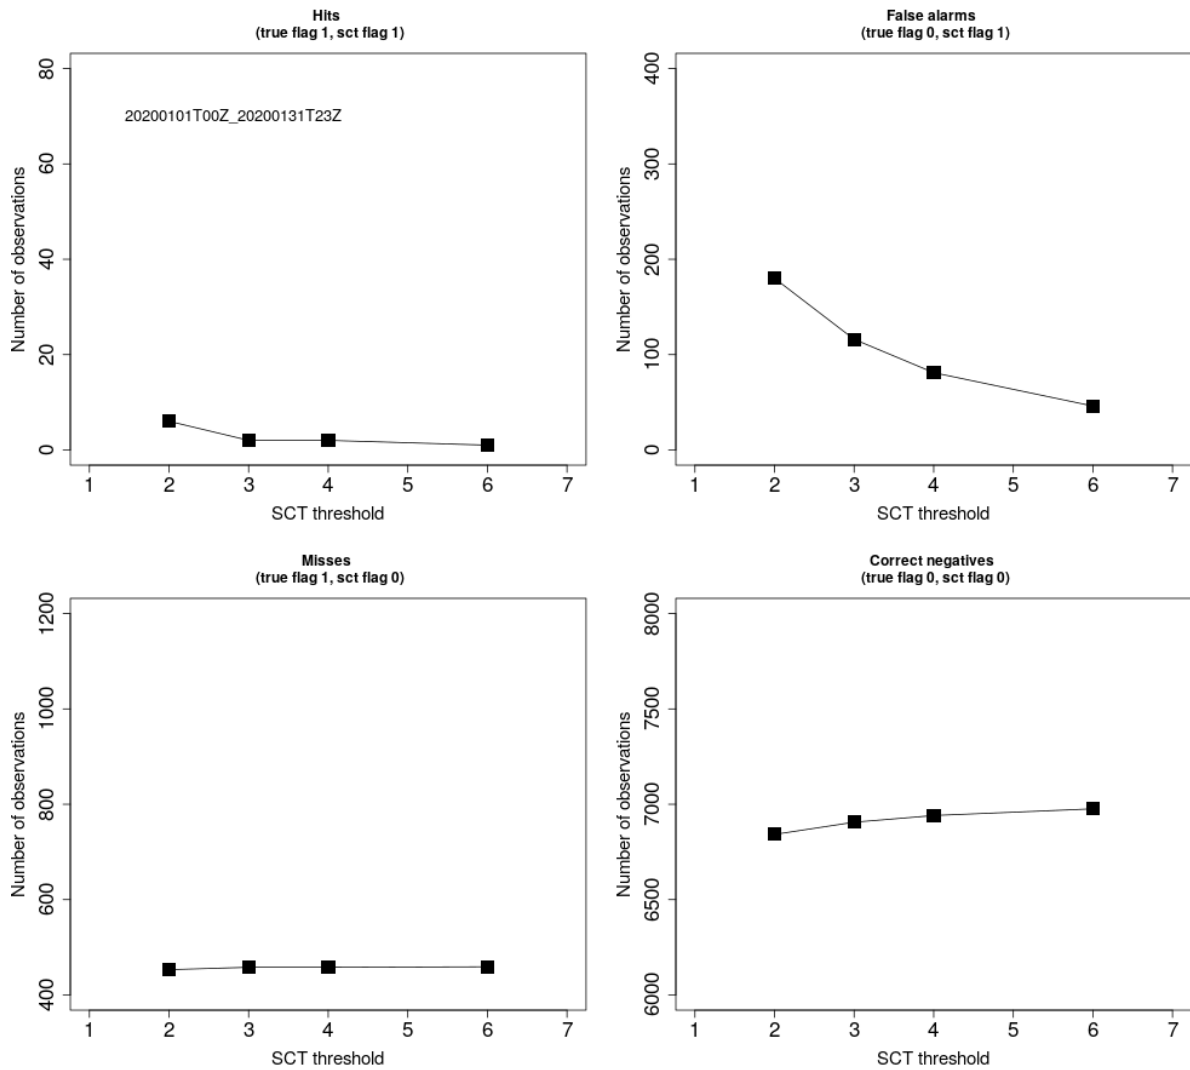 Hits
(true flag 1, sct flag 1)
80
60
40
20
0
Number of observations
20200101T00Z_20200131T23Z
1 2 3 4 5 6 7
SCT threshold
False alarms
(true flag 0, sct flag 1)
400
300
200
100
0
Number of observations
1 2 3 4 5 6 7
SCT threshold
Misses
(true flag 1, sct flag 0)
1200
1000
800
600
400
Number of observations
1 2 3 4 5 6 7
SCT threshold
Correct negatives
(true flag 0, sct flag 0)
8000
7500
7000
6500
6000
Number of observations
1 2 3 4 5 6 7
SCT threshold